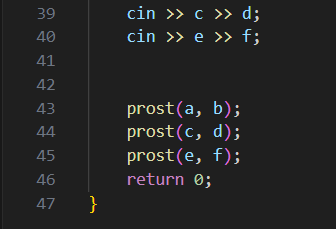 39 cin >> c >> d;
40 cin >> e >> f;
41
42
43 prost(a, b);
44 prost(c, d);
45 prost(e, f);
46 return 0;
47 }